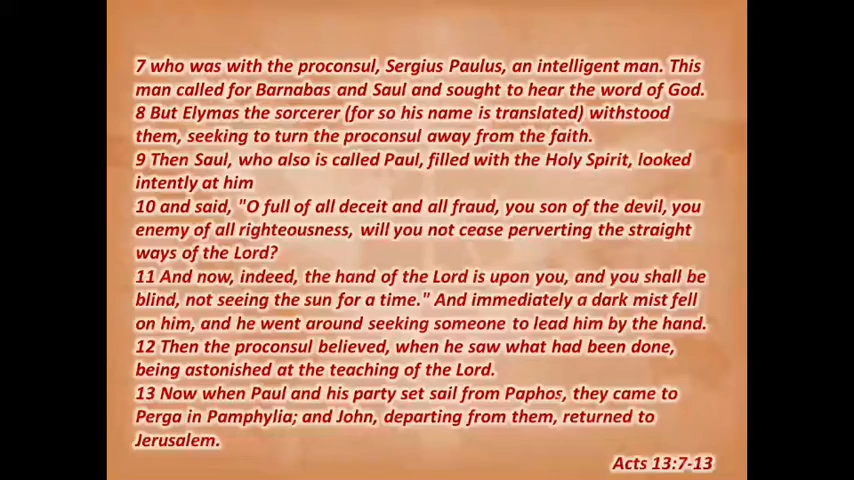 7 who was with the proconsul, Sergius Paulus, an intelligent man. This
man called for Barnabas and Saul and sought to hear the word of God.
8 But Elymas the sorcerer (for so his name is translated) withstood
them, seeking to turn the proconsul away from the faith.
9 Then Saul, who also is called Paul, filled with the Holy Spirit, looked
intently at him
10 and said, "O full of all deceit and all fraud, you son of the devil, you
enemy of all righteousness, will you not cease perverting the straight
ways of the Lord?
11 And now, indeed, the hand of the Lord is upon you, and you shall be
blind, not seeing the sun for a time." And immediately a dark mist fell
on him, and he went around seeking someone to lead him by the hand.
12 Then the proconsul believed, when he saw what had been done,
being astonished at the teaching of the Lord.
13 Now when Paul and his party set sail from Paphos, they came to
Perga in Pamphylia; and John, departing from them, returned to
Jerusalem.
Acts 13:7-13